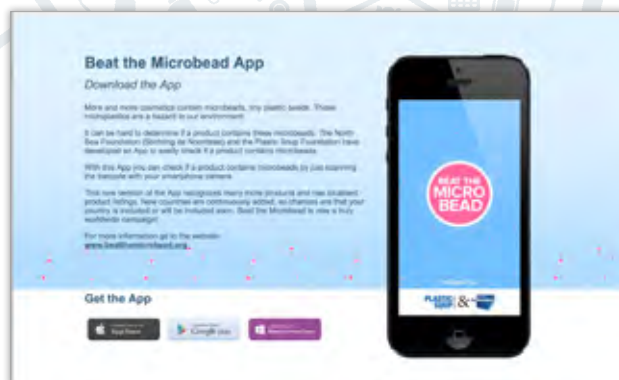 Beat the Microbead App
Download the App
More and more cosmetics contain microbeads, tiny plastic beads. These
microplastics are a hazard to our environment.
It can be hard to determine if a product contains these microbeads. The North
Sea Foundation (Stichting de Noordzee) and the Plastic Soup Foundation have
developed an App to easily check if a product contains microbeads.
With this App you can check if a product contains microbeads by just scanning
the barcode with your smartphone camera.
This new version of the App recognizes many more products and has localised
product listings. New countries are continuously added, so chances are that your
country is included or will be included soon. Beat the Microbead is now a truly
worldwide campaign!
For more information go to the website:
www.beatthemicrobead.org
Get the App
App Store
Google play
BEAT THE
MICRO
BEAD
PLASTIC
SOUP &